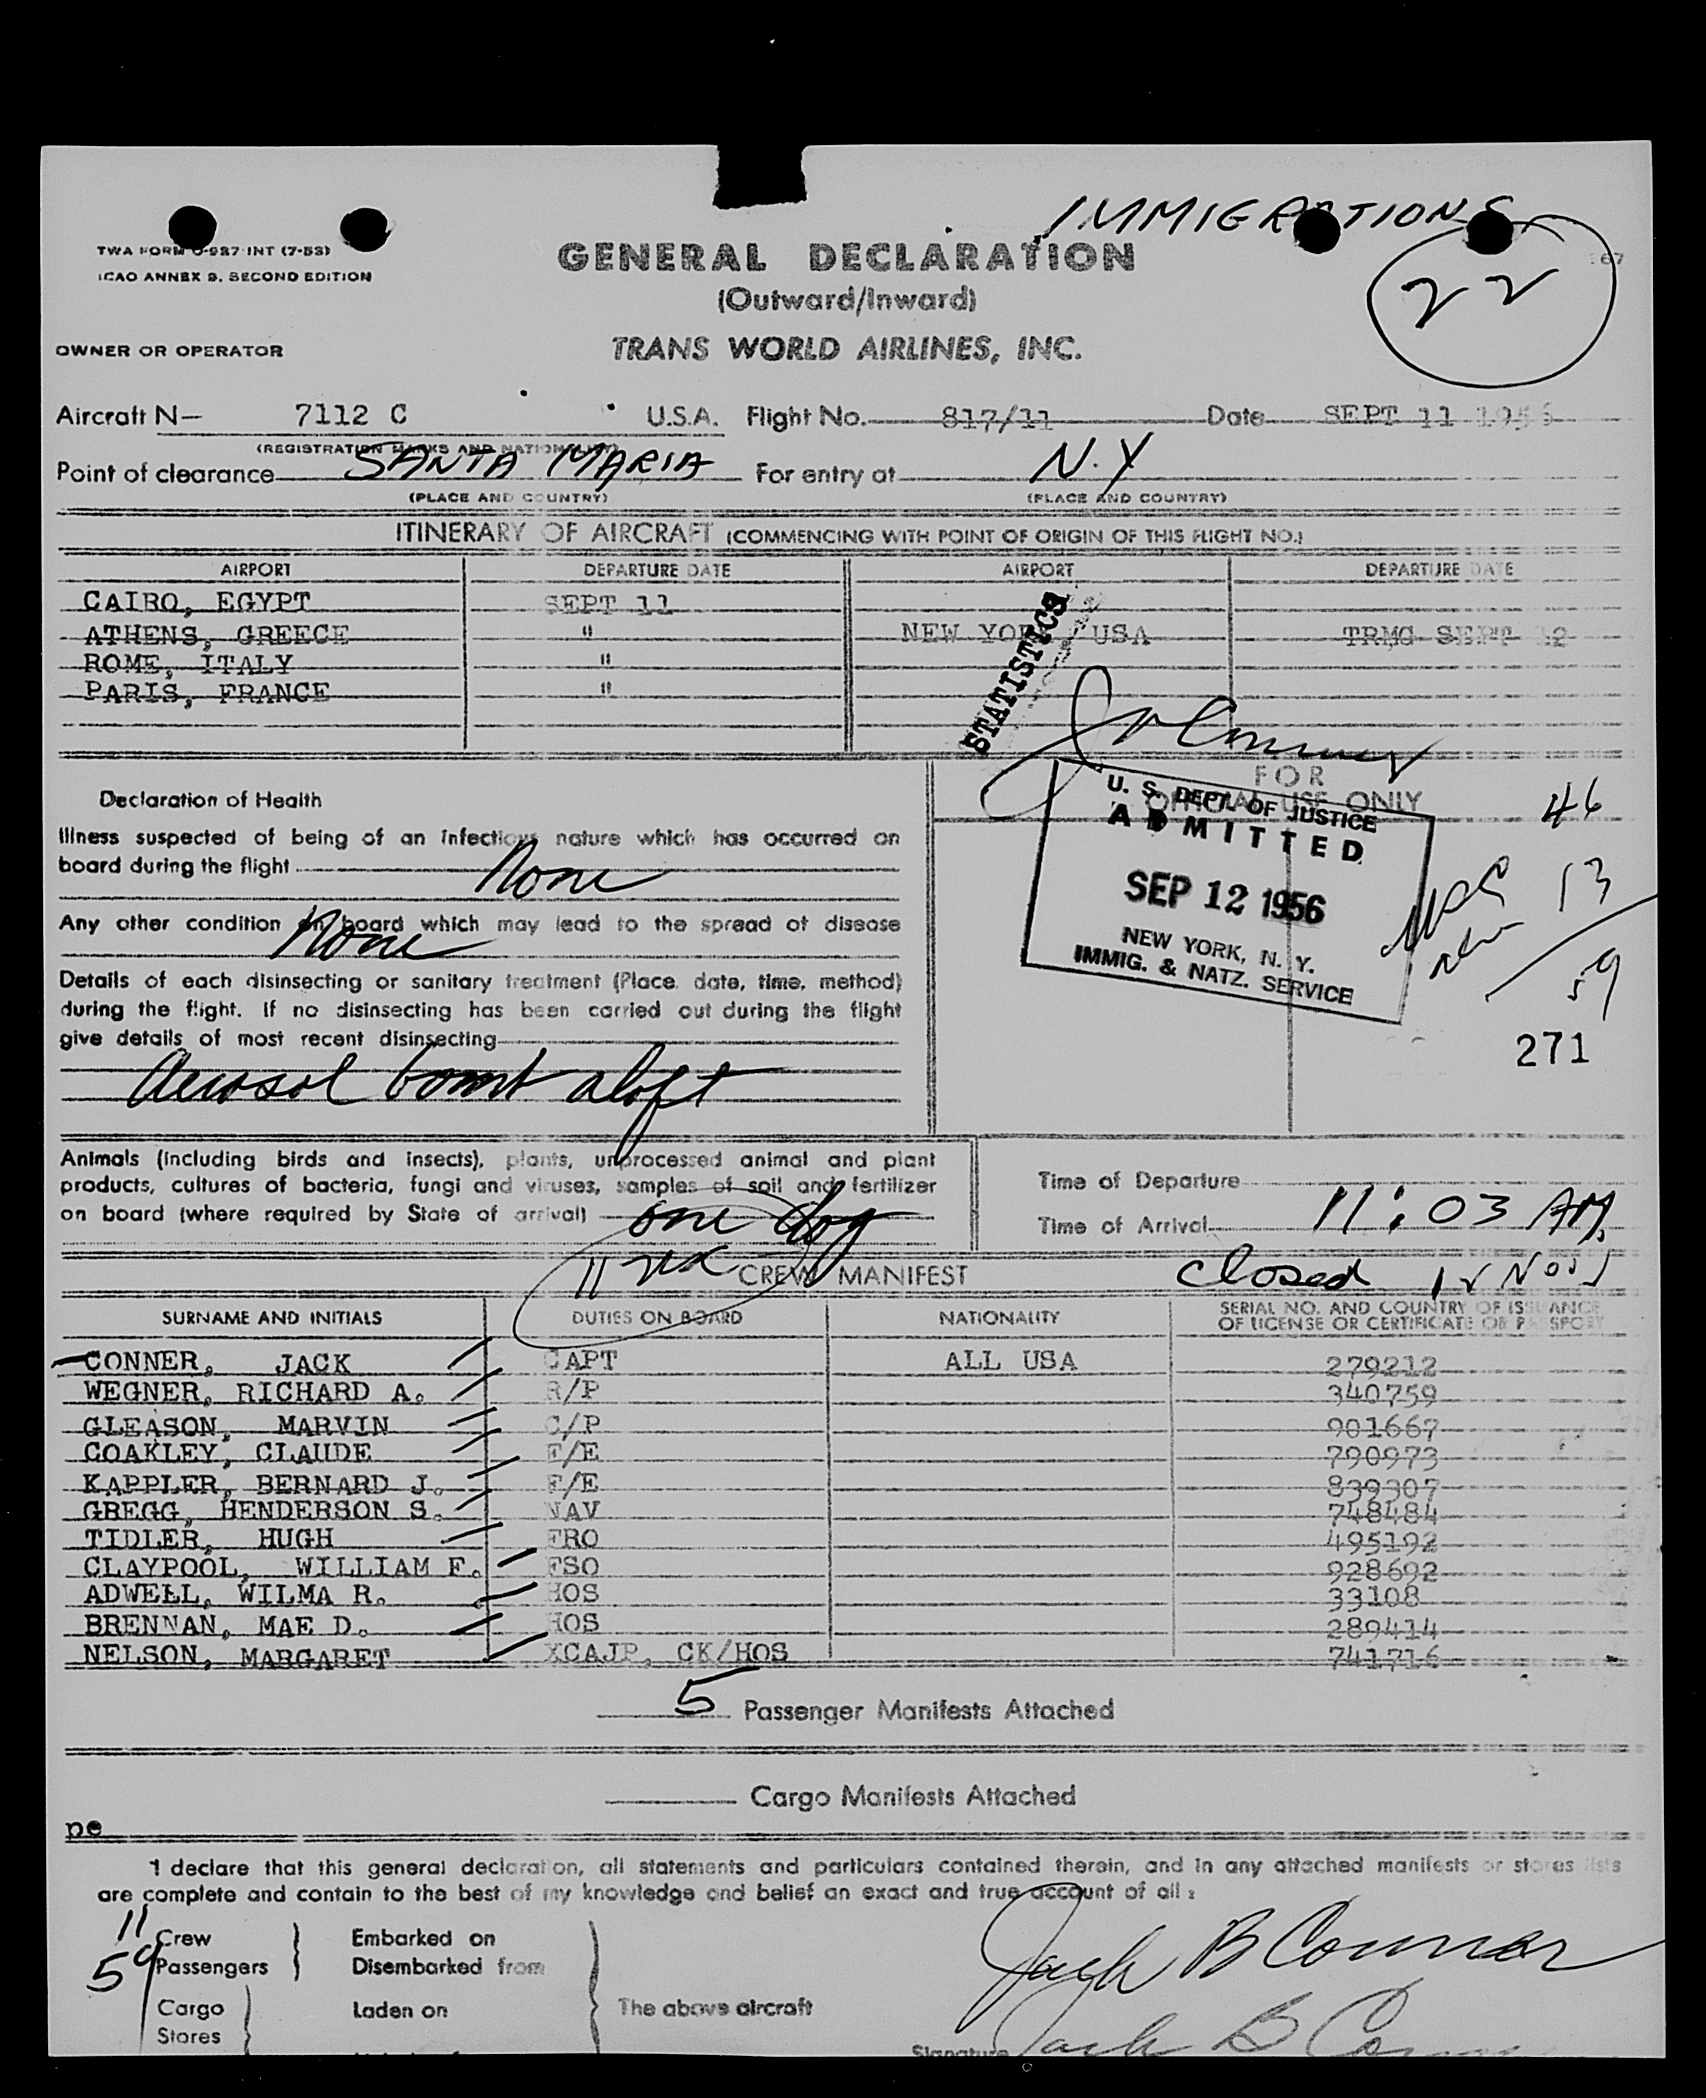 IMMIGRATIONS
TWA FORM O-987 INT (7-53)
ICAO ANNEX 9, SECOND EDITION
GENERAL DECLARATION
22
(Outward/Inward)
OWNER OR OPERATOR TRANS WORLD AIRLINES, INC.
Aircraft N- 7112 C U.S.A. Flight No. 817/11 Date SEPT 11 1956
(REGISTRATION MARKS AND NATIONALITY)
Point of clearance SANTA MARIA For entry at N.Y
(PLACE AND COUNTRY) (PLACE AND COUNTRY)
ITINERARY OF AIRCRAFT (COMMENCING WITH POINT OF ORIGIN OF THIS FLIGHT NO.)
AIRPORT DEPARTURE DATE AIRPORT DEPARTURE DATE
CAIRO, EGYPT SEPT 11
ATHENS, GREECE " NEW YORK, USA TRMG SEPT 12
ROME, ITALY "
PARIS, FRANCE "
STATISTICS
FOR
OFFICIAL USE ONLY
U. S. DEPT. OF JUSTICE
ADMITTED
SEP 12 1956
NEW YORK, N. Y.
IMMIG. & NATZ. SERVICE
46
13
59
271
Declaration of Health
Illness suspected of being of an infectious nature which has occurred on
board during the flight None
Any other condition on board which may lead to the spread of disease
None
Details of each disinsecting or sanitary treatment (Place, date, time, method)
during the flight. If no disinsecting has been carried out during the flight
give details of most recent disinsecting
Aerosol bomb aloft
Animals (including birds and insects), plants, unprocessed animal and plant
products, cultures of bacteria, fungi and viruses, samples of soil and fertilizer
on board (where required by State of arrival) one dog
Time of Departure
Time of Arrival 11:03 AM
11
CREW MANIFEST
Closed 12 Noon
SURNAME AND INITIALS DUTIES ON BOARD NATIONALITY SERIAL NO. AND COUNTRY OF ISSUANCE
OF LICENSE OR CERTIFICATE OR PASSPORT
CONNER, JACK CAPT ALL USA 279212
WEGNER, RICHARD A. R/P 340759
GLEASON, MARVIN C/P 901667
COAKLEY, CLAUDE F/E 790973
KAPPLER, BERNARD J. F/E 839307
GREGG, HENDERSON S. NAV 748484
TIDLER, HUGH FRO 495192
CLAYPOOL, WILLIAM F. FSO 928692
ADWELL, WILMA R. HOS 33108
BRENNAN, MAE D. HOS 289414
NELSON, MARGARET XCAJP, CK/HOS 741716
5 Passenger Manifests Attached
Cargo Manifests Attached
pe
I declare that this general declaration, all statements and particulars contained therein, and in any attached manifests or stores lists
are complete and contain to the best of my knowledge and belief an exact and true account of all:
11 Crew Embarked on
59 Passengers Disembarked from
Jack B Conner
Cargo Laden on The above aircraft
Stores
Signature Jack B Conner